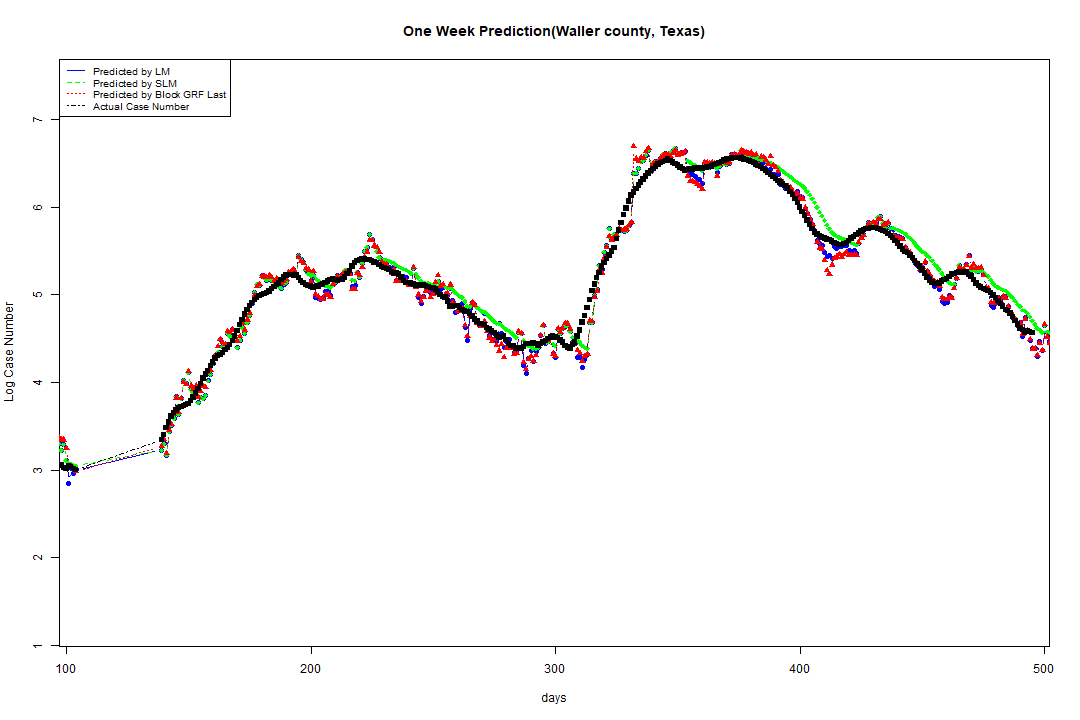 One Week Prediction(Waller county, Texas)
Predicted by LM
Predicted by SLM
Predicted by Block GRF Last
Actual Case Number
Log Case Number
7
6
5
4
3
2
1
100 200 300 400 500
days